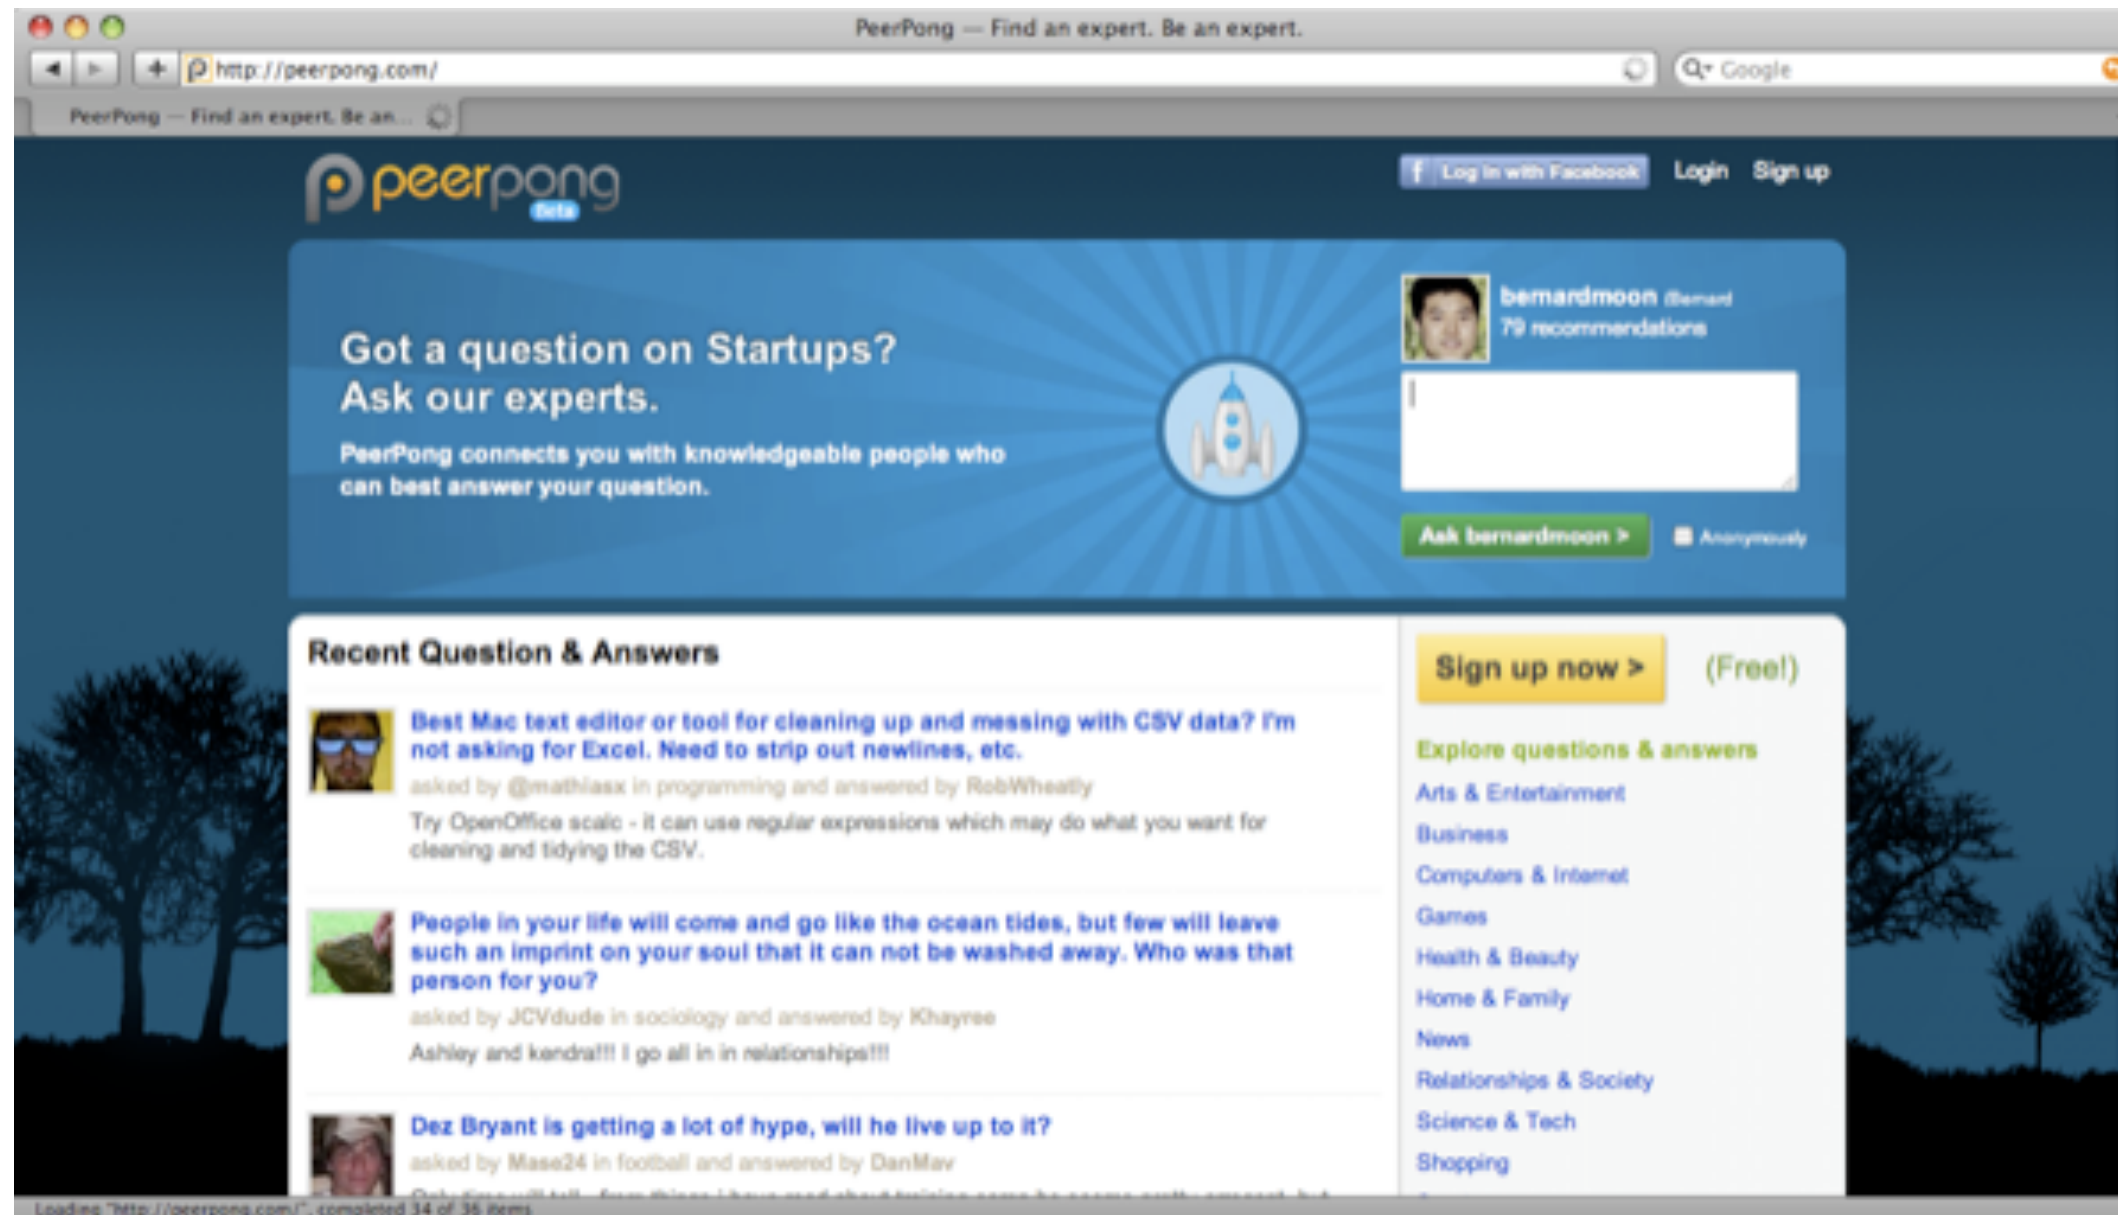 PeerPong — Find an expert. Be an expert.
http://peerpong.com/
Google
PeerPong — Find an expert. Be an...
peerpong
Beta
Log in with Facebook
Login
Sign up
Got a question on Startups?
Ask our experts.
PeerPong connects you with knowledgeable people who
can best answer your question.
bernardmoon (Bernard
79 recommendations
Ask bernardmoon >
Anonymously
Recent Question & Answers
Best Mac text editor or tool for cleaning up and messing with CSV data? I'm
not asking for Excel. Need to strip out newlines, etc.
asked by @mathiasx in programming and answered by RobWheatly
Try OpenOffice scalc - it can use regular expressions which may do what you want for
cleaning and tidying the CSV.
People in your life will come and go like the ocean tides, but few will leave
such an imprint on your soul that it can not be washed away. Who was that
person for you?
asked by JCVdude in sociology and answered by Khayree
Ashley and kendra!!! I go all in in relationships!!!
Dez Bryant is getting a lot of hype, will he live up to it?
asked by Mase24 in football and answered by DanMav
Sign up now >
(Free!)
Explore questions & answers
Arts & Entertainment
Business
Computers & Internet
Games
Health & Beauty
Home & Family
News
Relationships & Society
Science & Tech
Shopping
Loading "http://peerpong.com/", completed 34 of 36 items